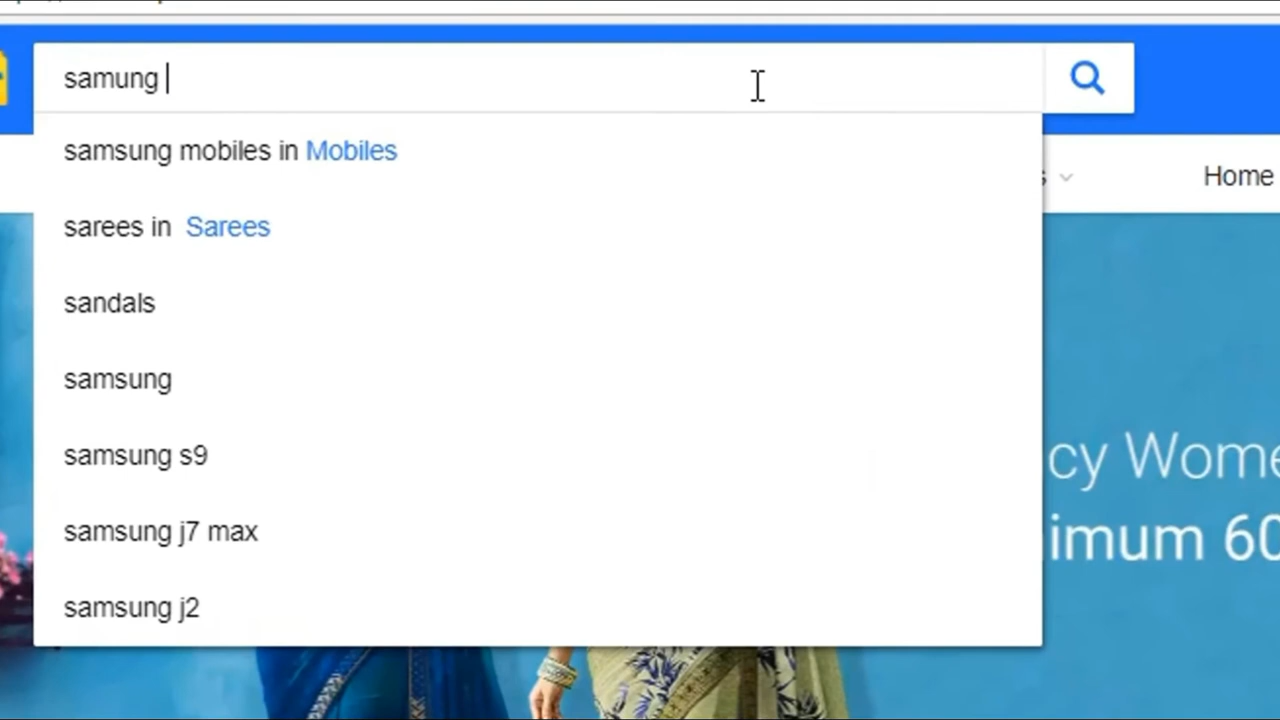 samung
samsung mobiles in Mobiles
sarees in Sarees
sandals
samsung
samsung s9
samsung j7 max
samsung j2
Home
cy Wome
imum 60